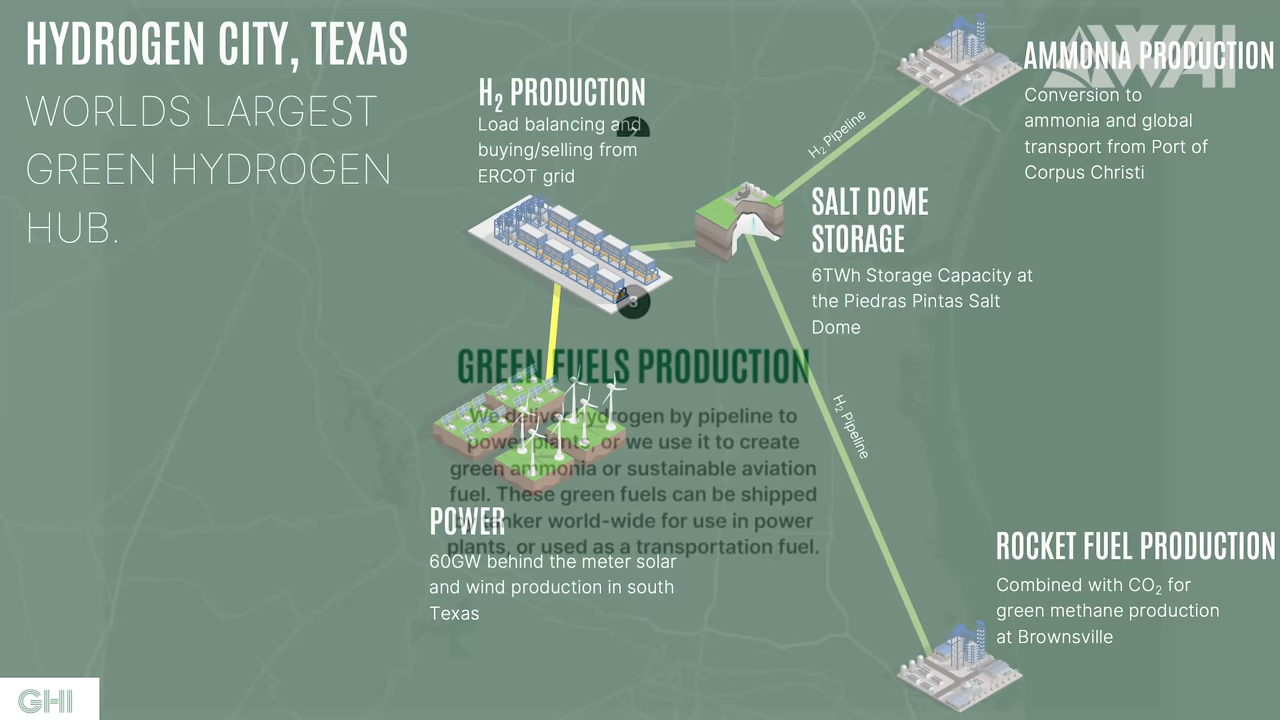 HYDROGEN CITY, TEXAS
WORLDS LARGEST
GREEN HYDROGEN
HUB.
H₂ PRODUCTION
Load balancing and
buying/selling from
ERCOT grid
2
3
AMMONIA PRODUCTION
Conversion to
ammonia and global
transport from Port of
Corpus Christi
AWAI
H₂ Pipeline
SALT DOME
STORAGE
6TWh Storage Capacity at
the Piedras Pintas Salt
Dome
H₂ Pipeline
GREEN FUELS PRODUCTION
We deliver hydrogen by pipeline to
power plants, or we use it to create
green ammonia or sustainable aviation
fuel. These green fuels can be shipped
by tanker world-wide for use in power
plants, or used as a transportation fuel.
POWER
60GW behind the meter solar
and wind production in south
Texas
ROCKET FUEL PRODUCTION
Combined with CO₂ for
green methane production
at Brownsville
GHI